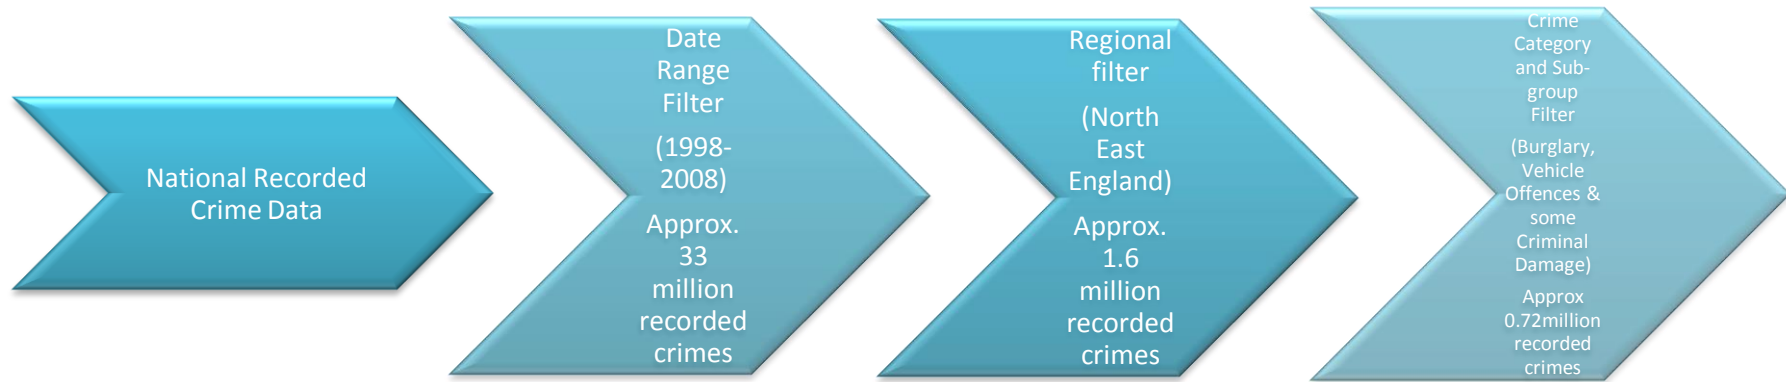 National Recorded
Crime Data
Date
Range
Filter
(1998-
2008)
Approx.
33
million
recorded
crimes
Regional
filter
(North
East
England)
Approx.
1.6
million
recorded
crimes
Crime
Category
and Sub-
group
Filter
(Burglary,
Vehicle
Offences &
some
Criminal
Damage)
Approx
0.72million
recorded
crimes